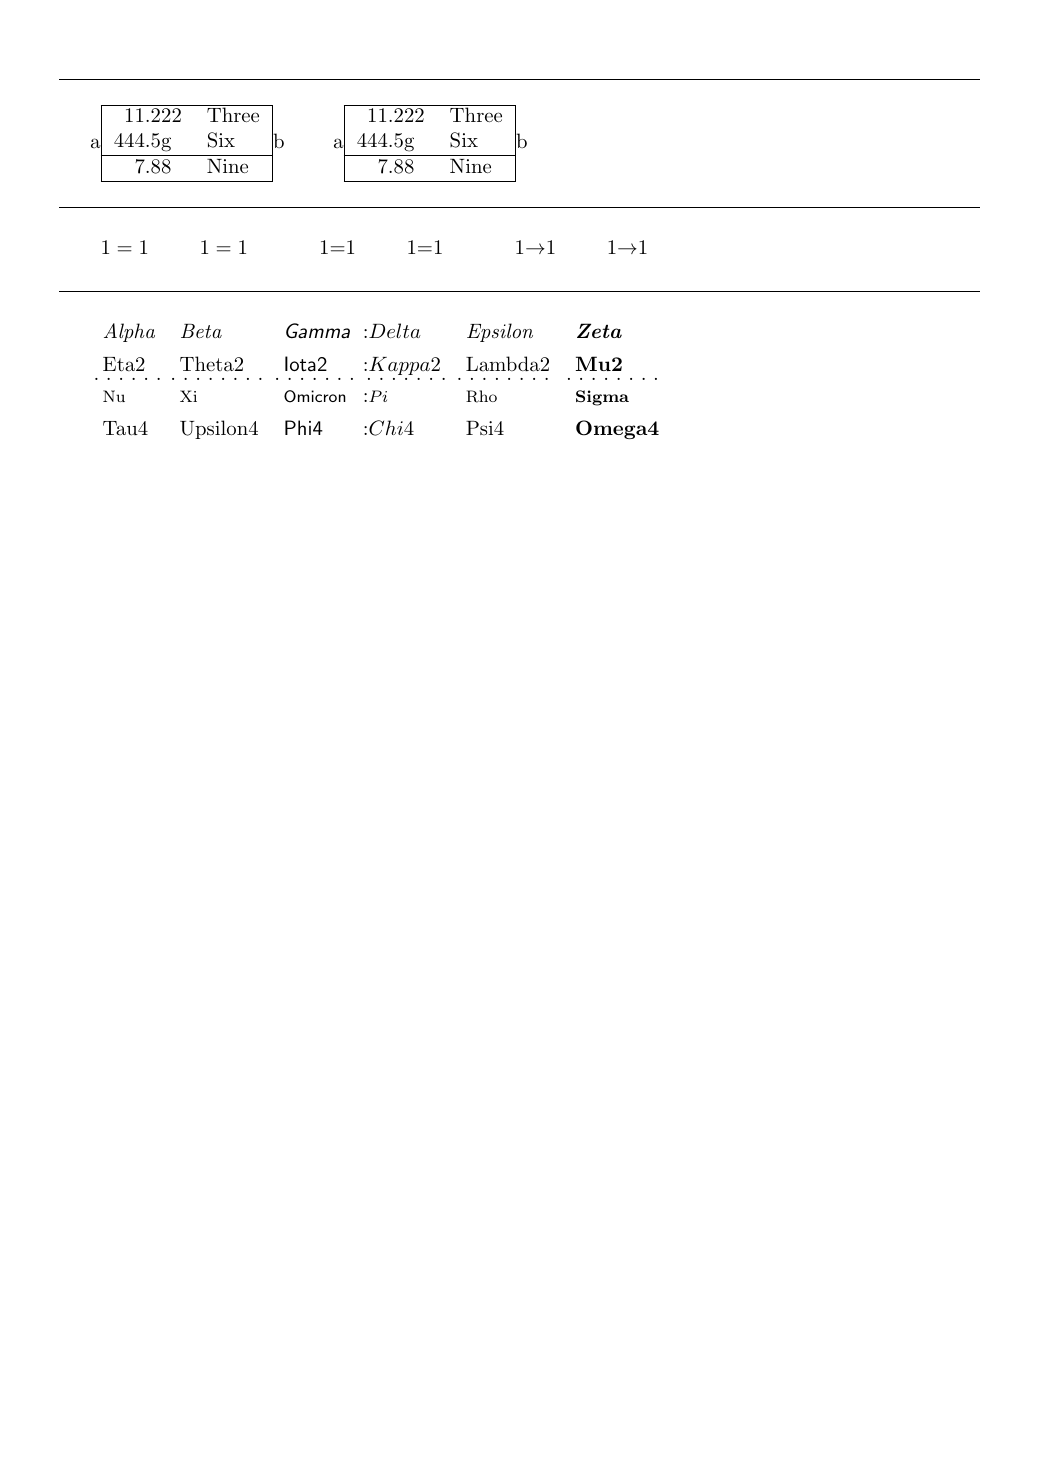 11.222 Three 11.222 Three
a 444.5g Six b a 444.5g Six b
7.88 Nine 7.88 Nine
1 = 1 1 = 1 1=1 1=1 1→1 1→1
Alpha Beta Gamma :Delta Epsilon Zeta
Eta2 Theta2 Iota2 :Kappa2 Lambda2 Mu2
Nu Xi Omicron :Pi Rho Sigma
Tau4 Upsilon4 Phi4 :Chi4 Psi4 Omega4